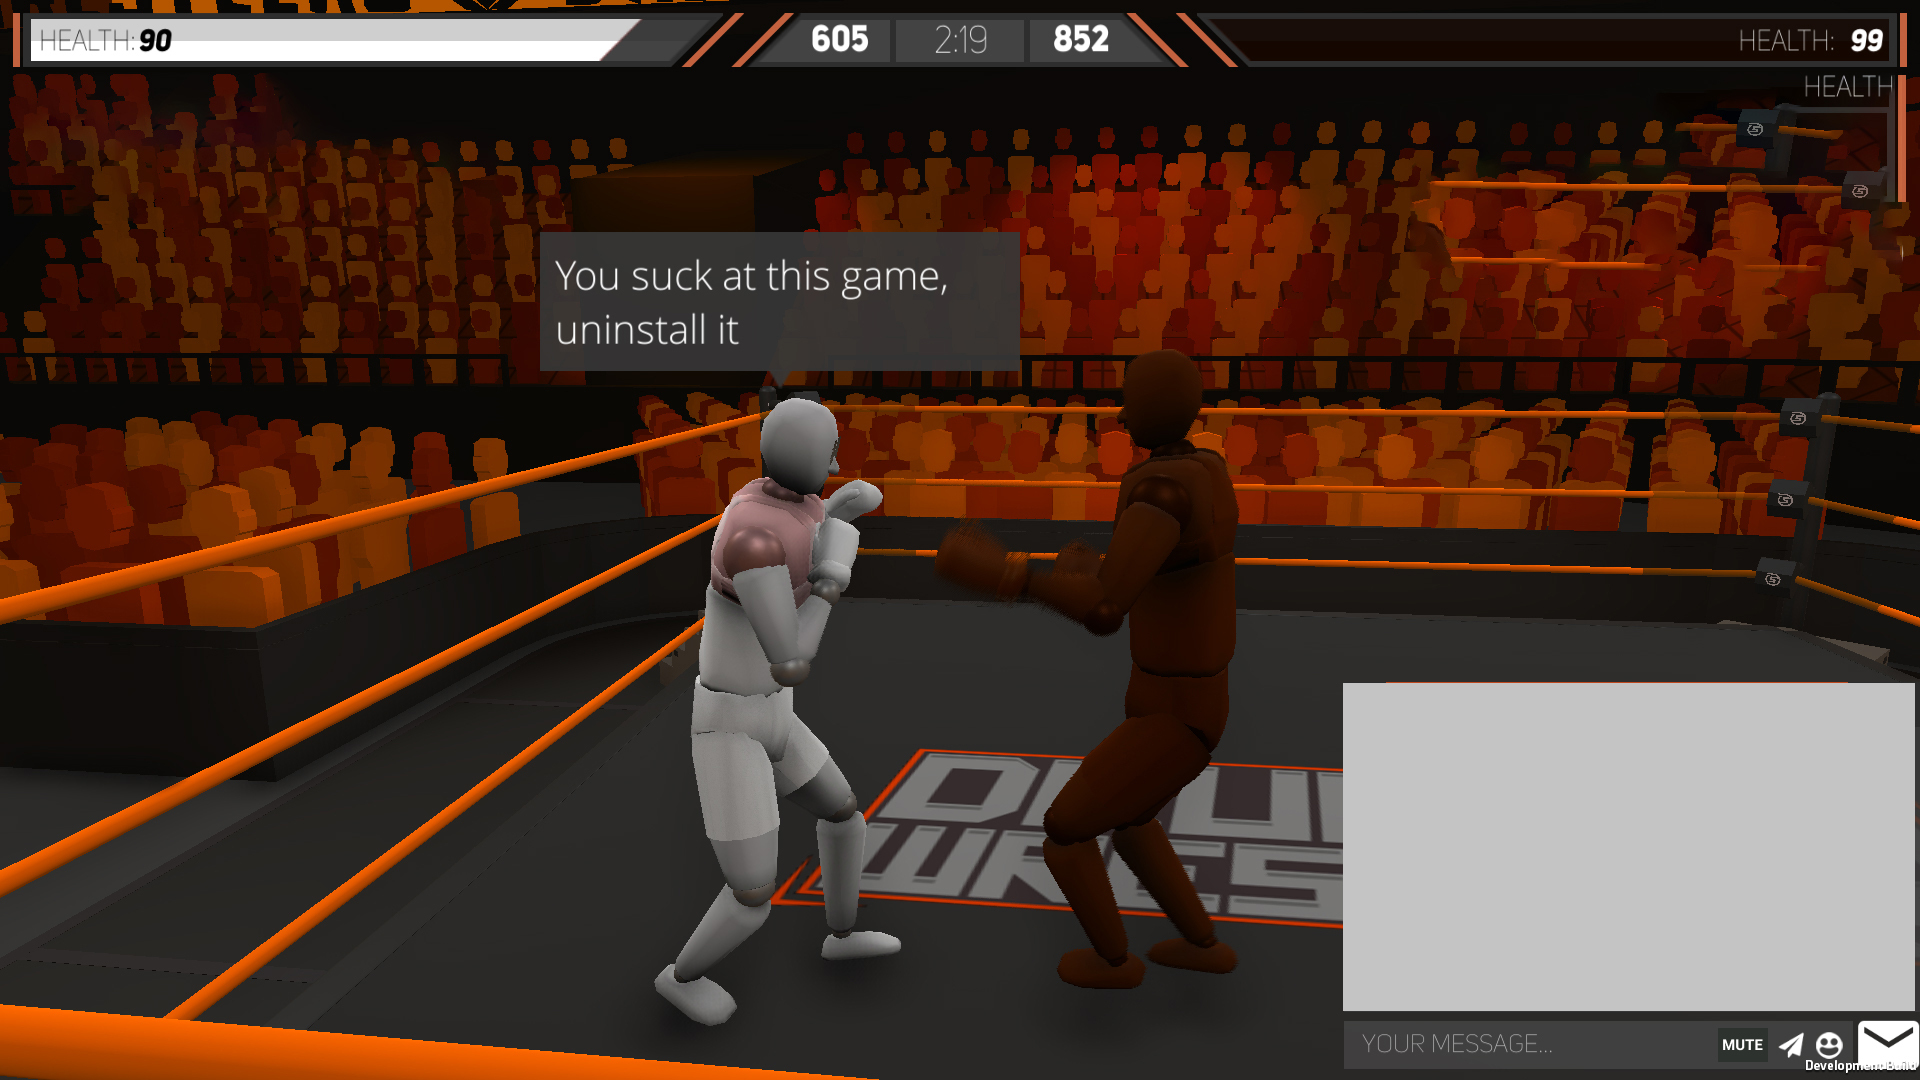 HEALTH: 90
605
2:19
852
HEALTH: 99
HEALTH
You suck at this game,
uninstall it
YOUR MESSAGE...
MUTE
Development Build